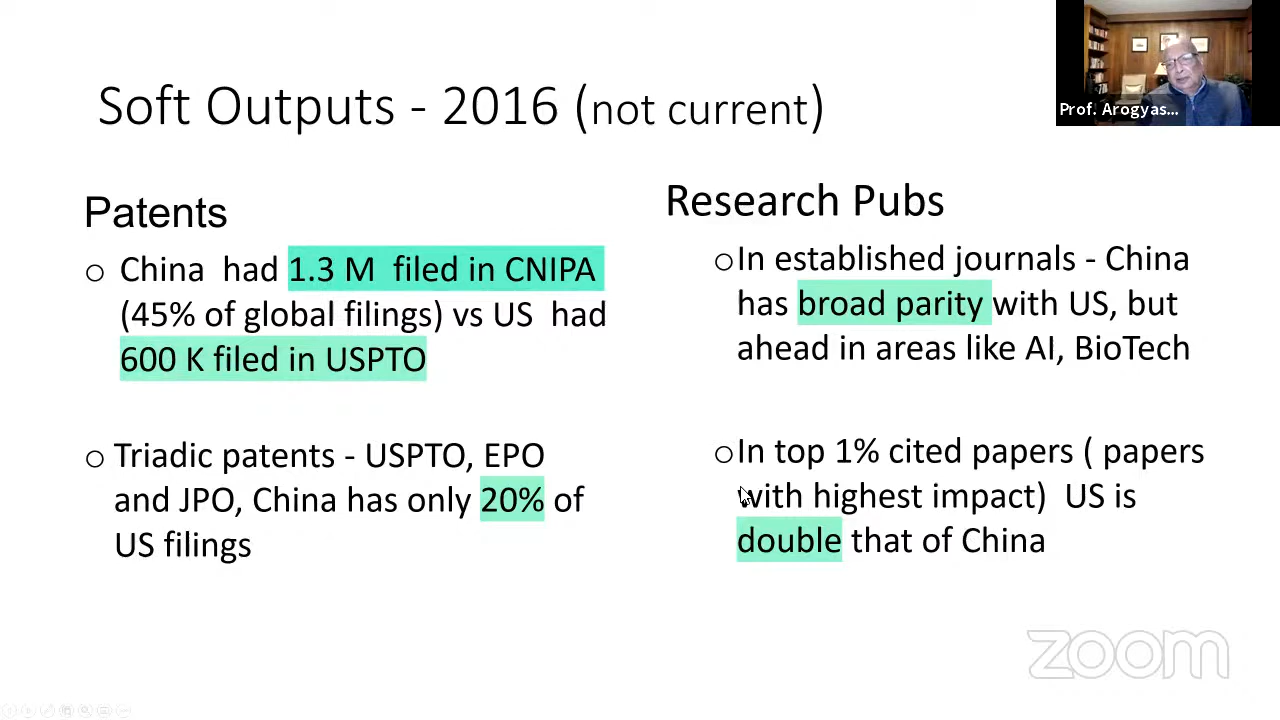 Soft Outputs - 2016 (not current)
Prof. Arogyas...
Patents
o China had 1.3 M filed in CNIPA
(45% of global filings) vs US had
600 K filed in USPTO
o Triadic patents - USPTO, EPO
and JPO, China has only 20% of
US filings
Research Pubs
o In established journals - China
has broad parity with US, but
ahead in areas like AI, BioTech
o In top 1% cited papers ( papers
with highest impact) US is
double that of China
zoom